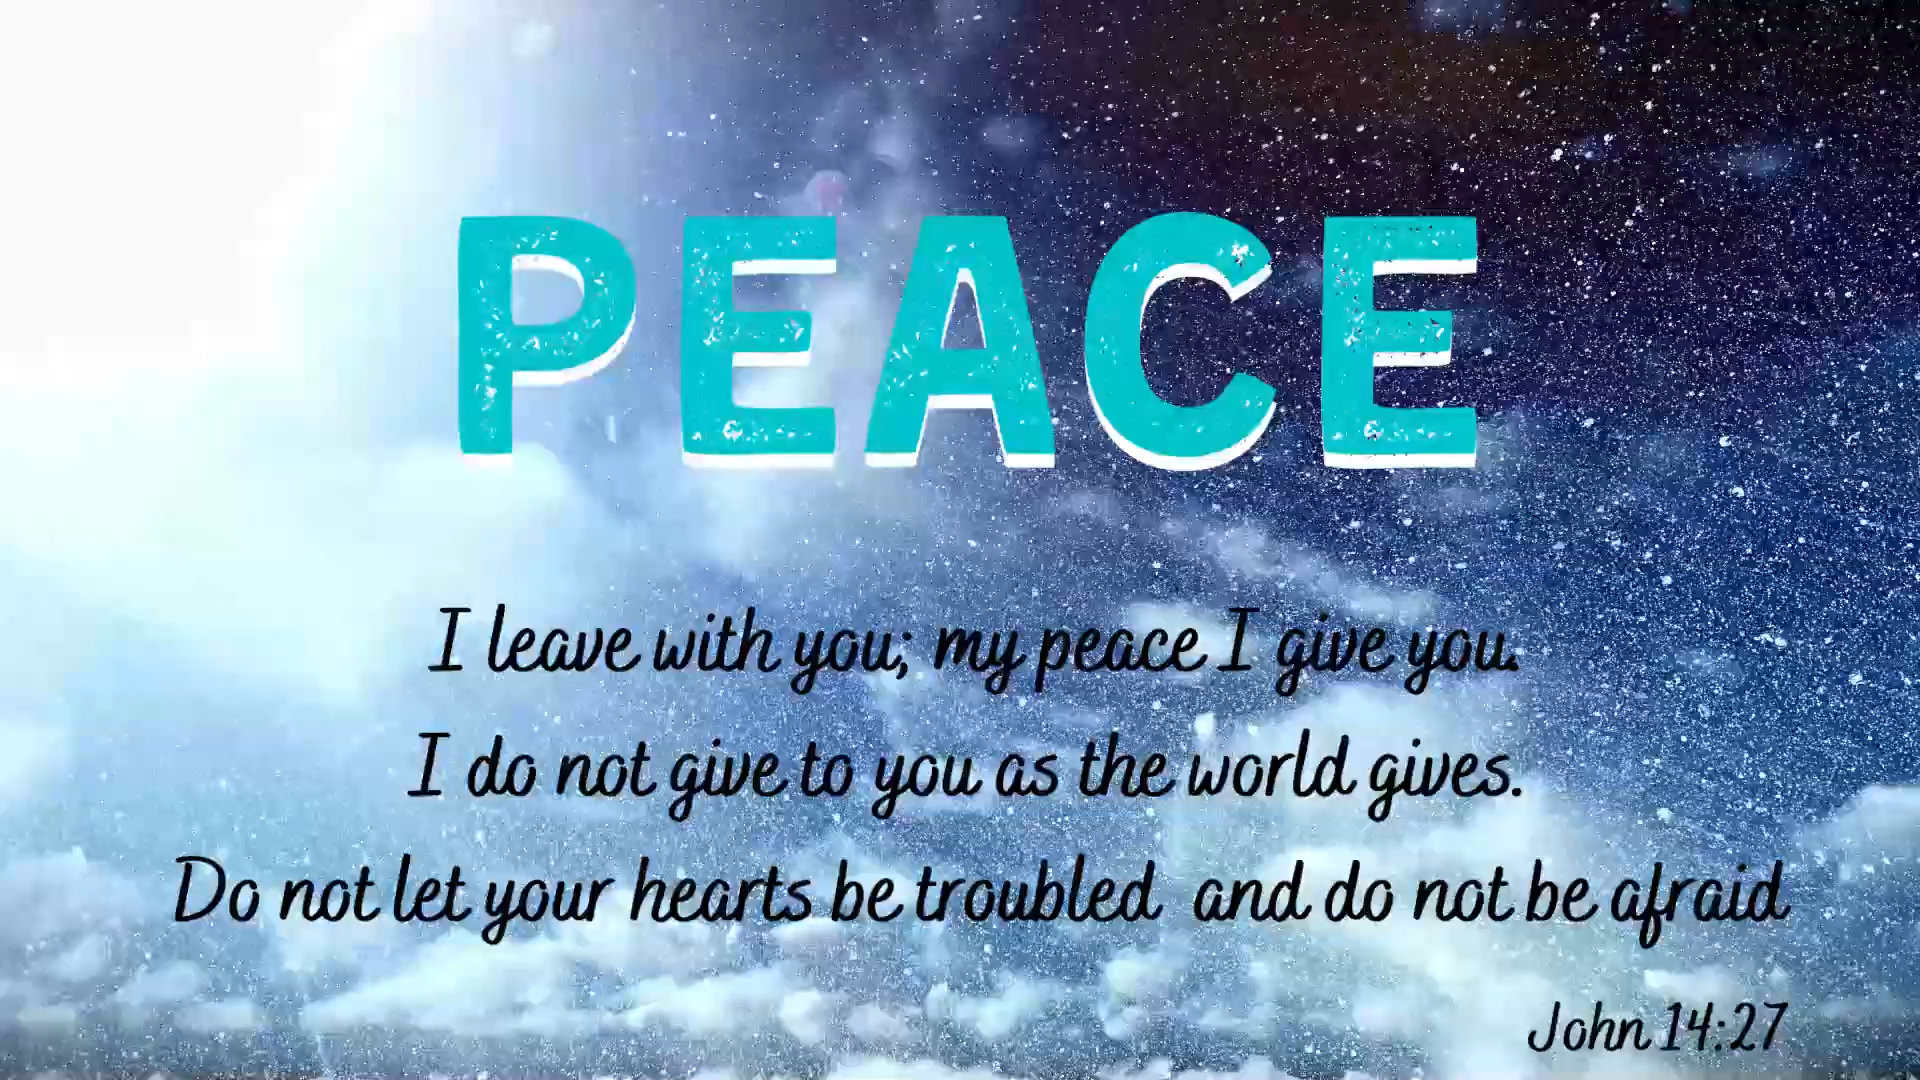 PEACE
I leave with you; my peace I give you.
I do not give to you as the world gives.
Do not let your hearts be troubled and do not be afraid
John 14:27